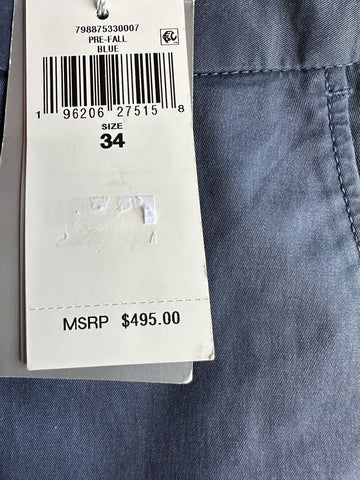 798875330007
PRE-FALL
BLUE
1 96206 27515 8
SIZE
34
MSRP $495.00